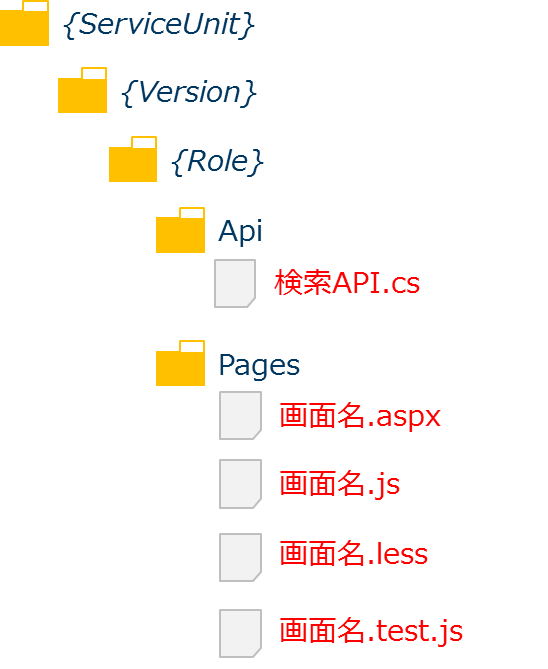 {ServiceUnit}
{Version}
{Role}
Api
検索API.cs
Pages
画面名.aspx
画面名.js
画面名.less
画面名.test.js